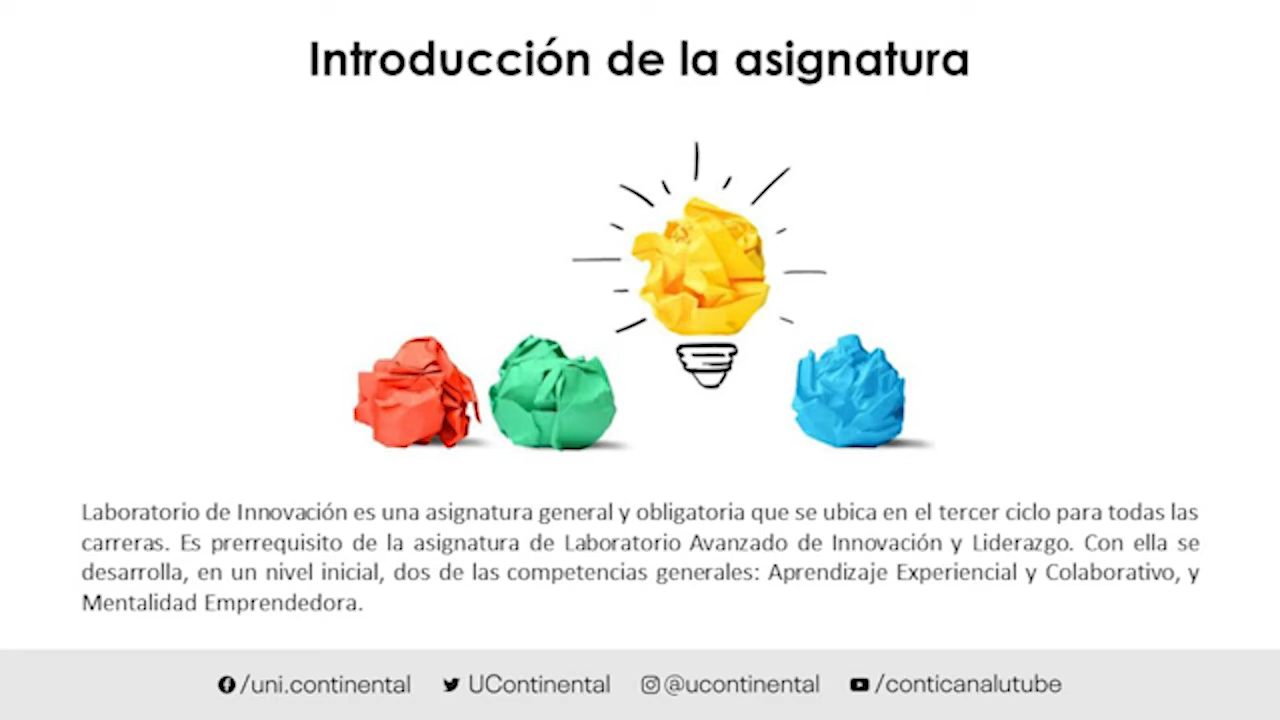 Introducción de la asignatura
Laboratorio de Innovación es una asignatura general y obligatoria que se ubica en el tercer ciclo para todas las
carreras. Es prerrequisito de la asignatura de Laboratorio Avanzado de Innovación y Liderazgo. Con ella se
desarrolla, en un nivel inicial, dos de las competencias generales: Aprendizaje Experiencial y Colaborativo, y
Mentalidad Emprendedora.
/uni.continental UContinental @ucontinental /conticanalutube